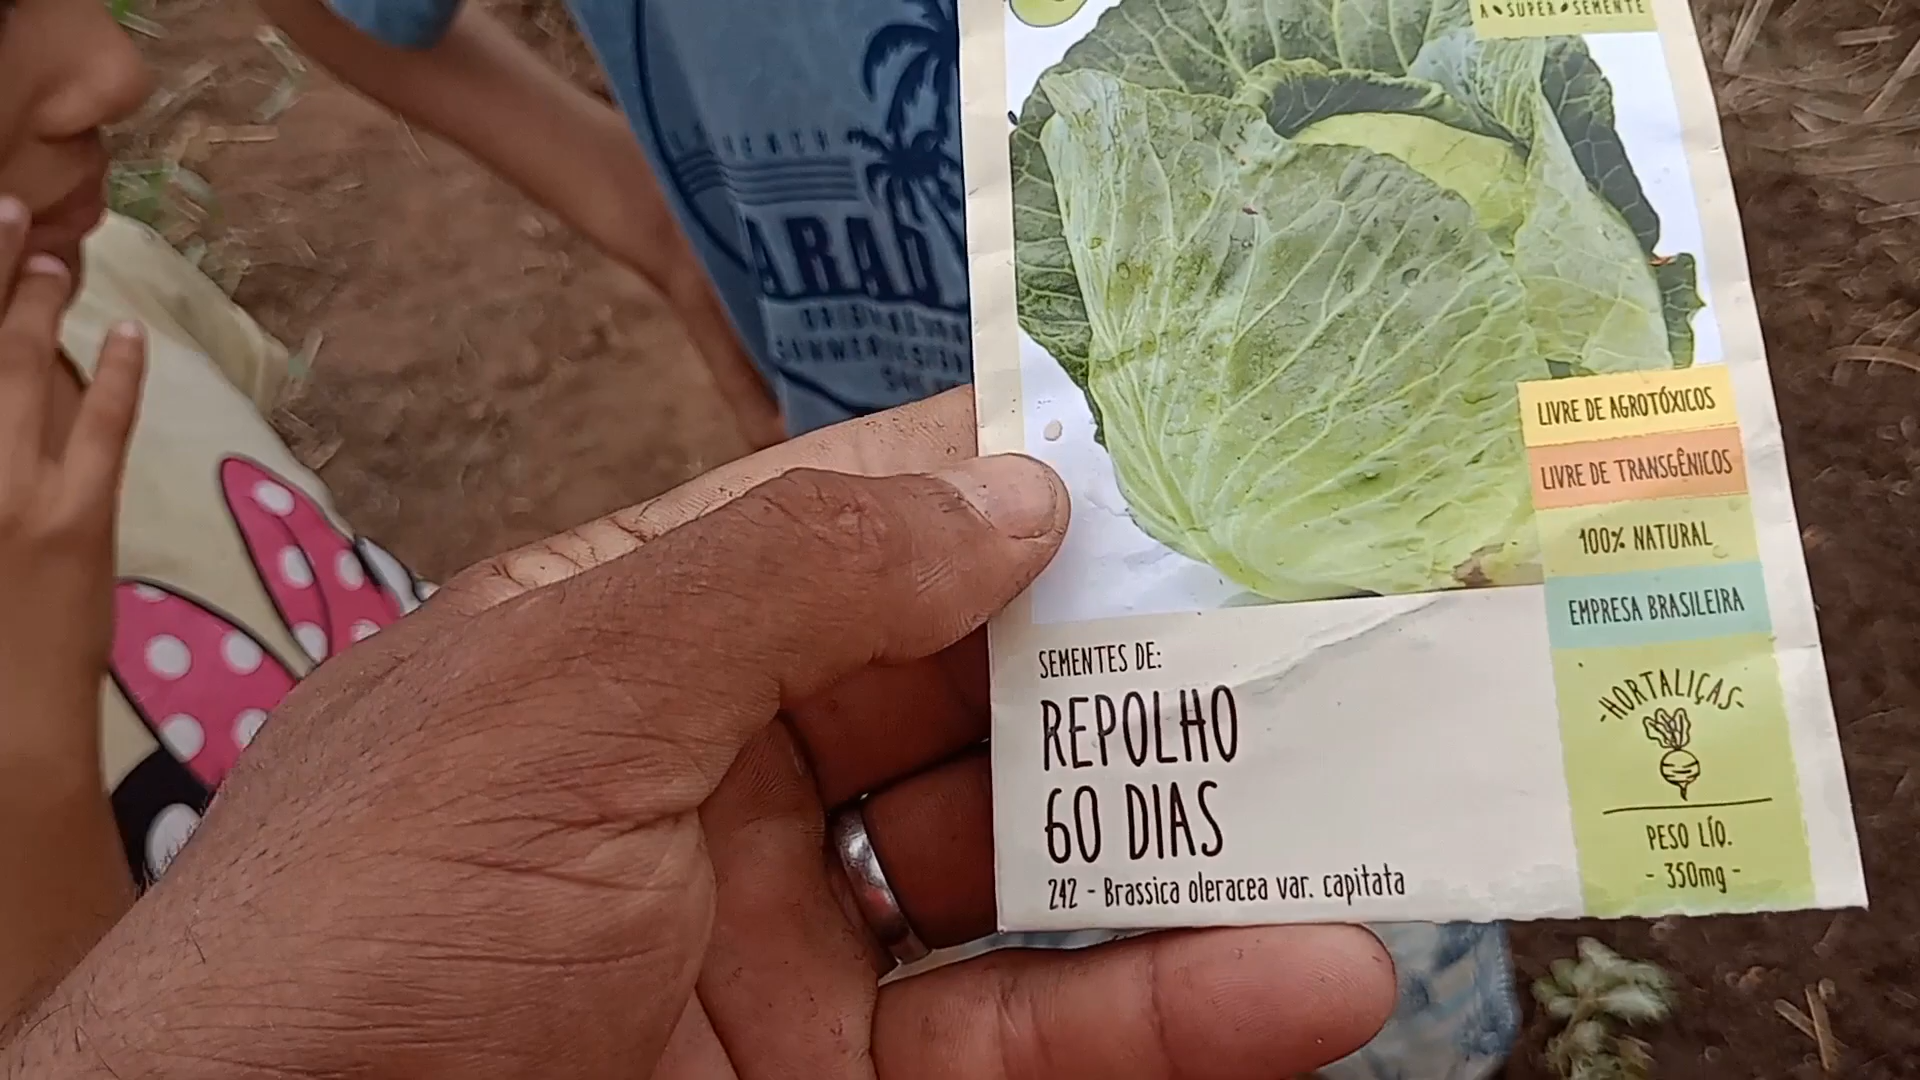 A SUPER SEMENTE
LIVRE DE AGROTÓXICOS
LIVRE DE TRANSGÊNICOS
100% NATURAL
EMPRESA BRASILEIRA
SEMENTES DE:
REPOLHO
60 DIAS
242 - Brassica oleracea var. capitata
-HORTALIÇAS-
PESO LÍQ.
- 350mg -